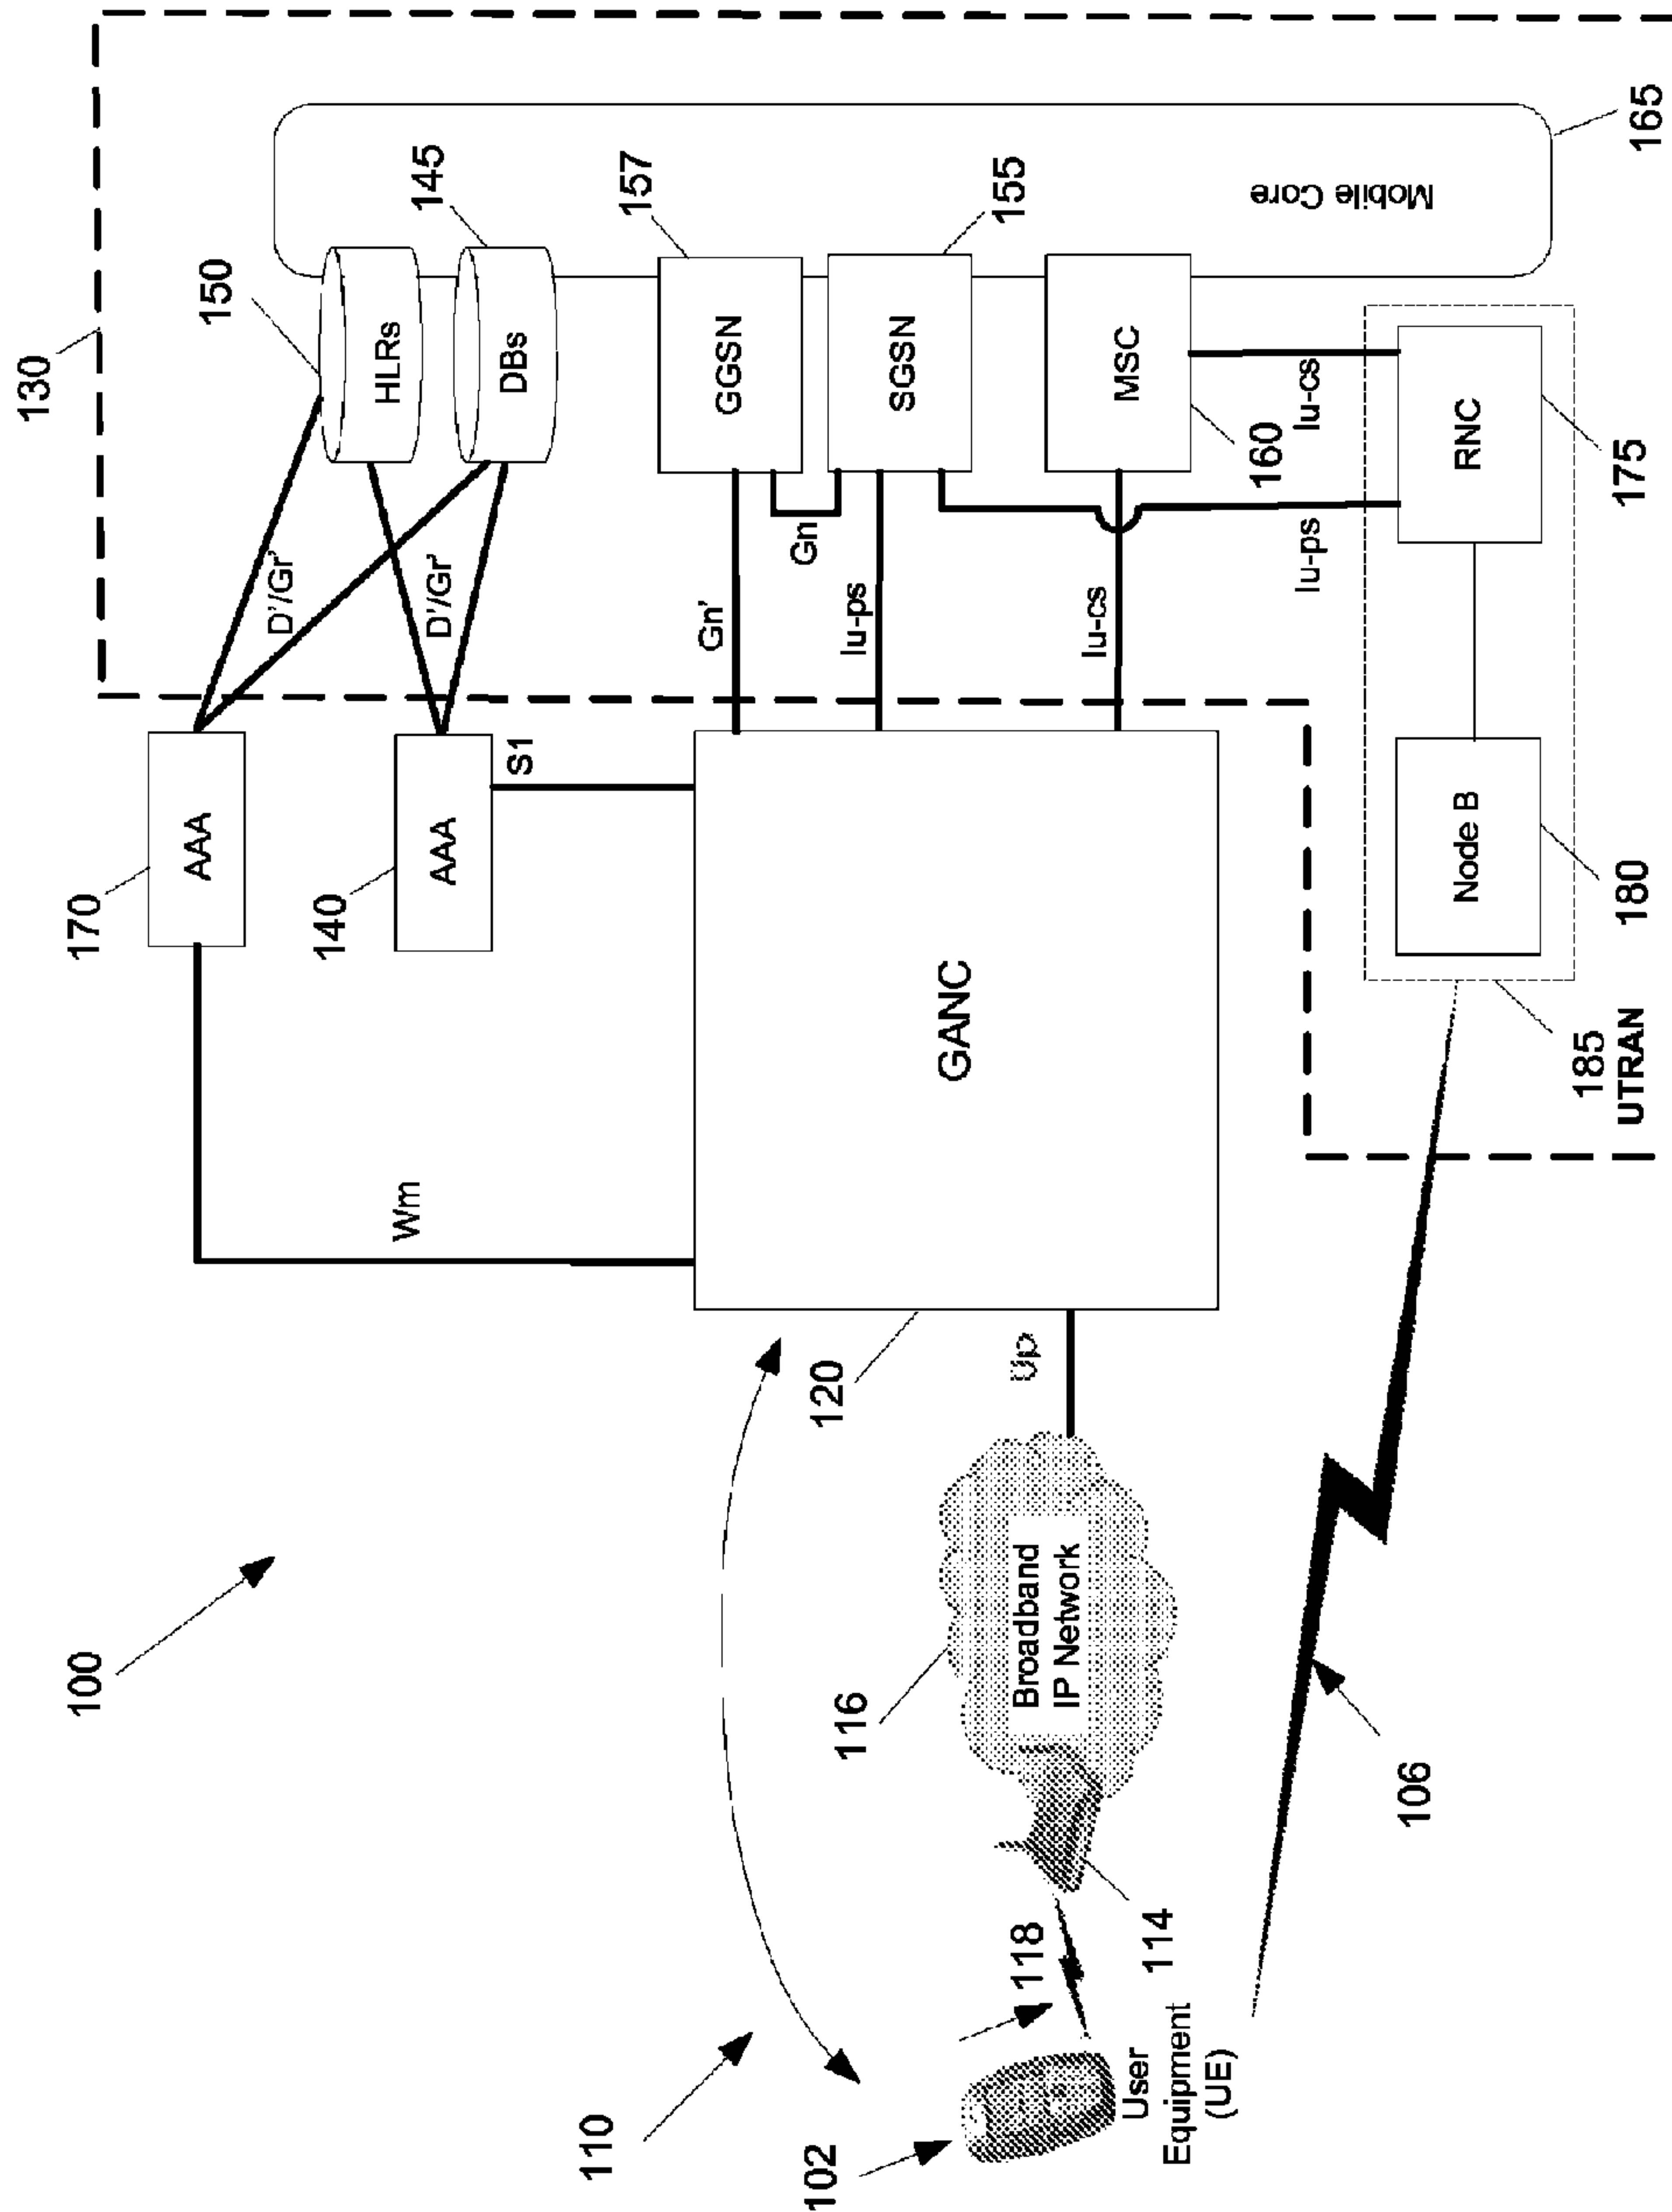 100
130
170
AAA
150
HLRs
D'/Gr'
145
DBs
Wm
140
AAA
S1
D'/Gr'
110
157
GGSN
Gn'
Gn
155
SGSN
Iu-ps
102
118
116
Broadband
IP Network
120
Up
GANC
Iu-cs
MSC
160
Mobile Core
114
User
Equipment
(UE)
Iu-ps
Iu-cs
106
Node B
RNC
185
UTRAN
180
175
165